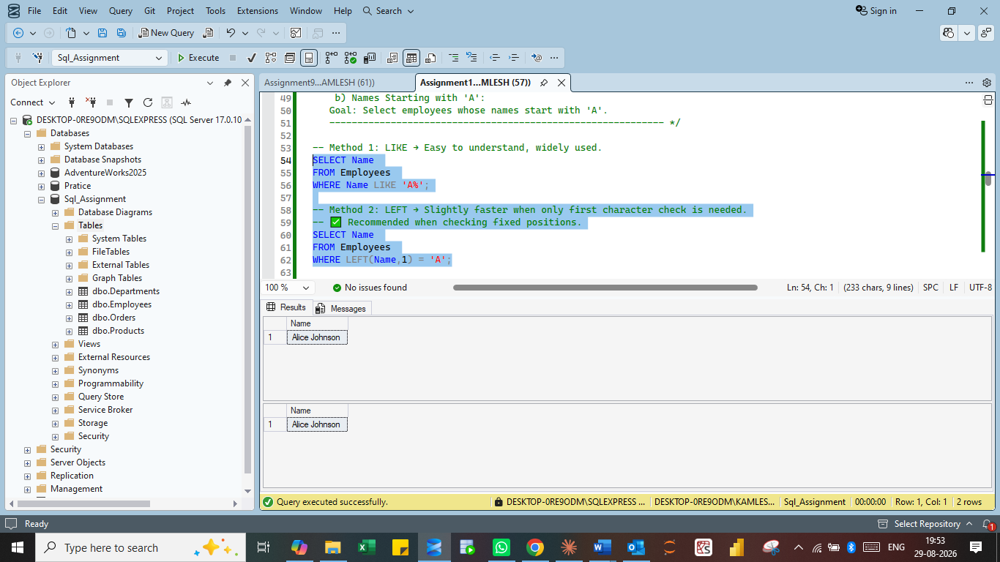 File Edit View Query Git Project Tools Extensions Window Help Search Sign in
New Query
Sql_Assignment Execute
Object Explorer
Connect
DESKTOP-0RE9ODM\SQLEXPRESS (SQL Server 17.0.10
Databases
System Databases
Database Snapshots
AdventureWorks2025
Pratice
Sql_Assignment
Database Diagrams
Tables
System Tables
FileTables
External Tables
Graph Tables
dbo.Departments
dbo.Employees
dbo.Orders
dbo.Products
Views
External Resources
Synonyms
Programmability
Query Store
Service Broker
Storage
Security
Security
Server Objects
Replication
Management
Assignment9...AMLESH (61)) Assignment1...MLESH (57))
49 b) Names Starting with 'A':
50 Goal: Select employees whose names start with 'A'.
51 ------------------------------------------------------------ */
52
53 -- Method 1: LIKE → Easy to understand, widely used.
54 SELECT Name
55 FROM Employees
56 WHERE Name LIKE 'A%';
57
58 -- Method 2: LEFT → Slightly faster when only first character check is needed.
59 -- ✅ Recommended when checking fixed positions.
60 SELECT Name
61 FROM Employees
62 WHERE LEFT(Name,1) = 'A';
63
100 % No issues found Ln: 54, Ch: 1 (233 chars, 9 lines) SPC LF UTF-8
Results Messages
Name
1 Alice Johnson
Name
1 Alice Johnson
Query executed successfully. DESKTOP-0RE9ODM\SQLEXPRESS ... DESKTOP-0RE9ODM\KAMLES... Sql_Assignment 00:00:00 Row: 1, Col: 1 2 rows
Ready Select Repository 1
Type here to search ENG 19:53
29-08-2026